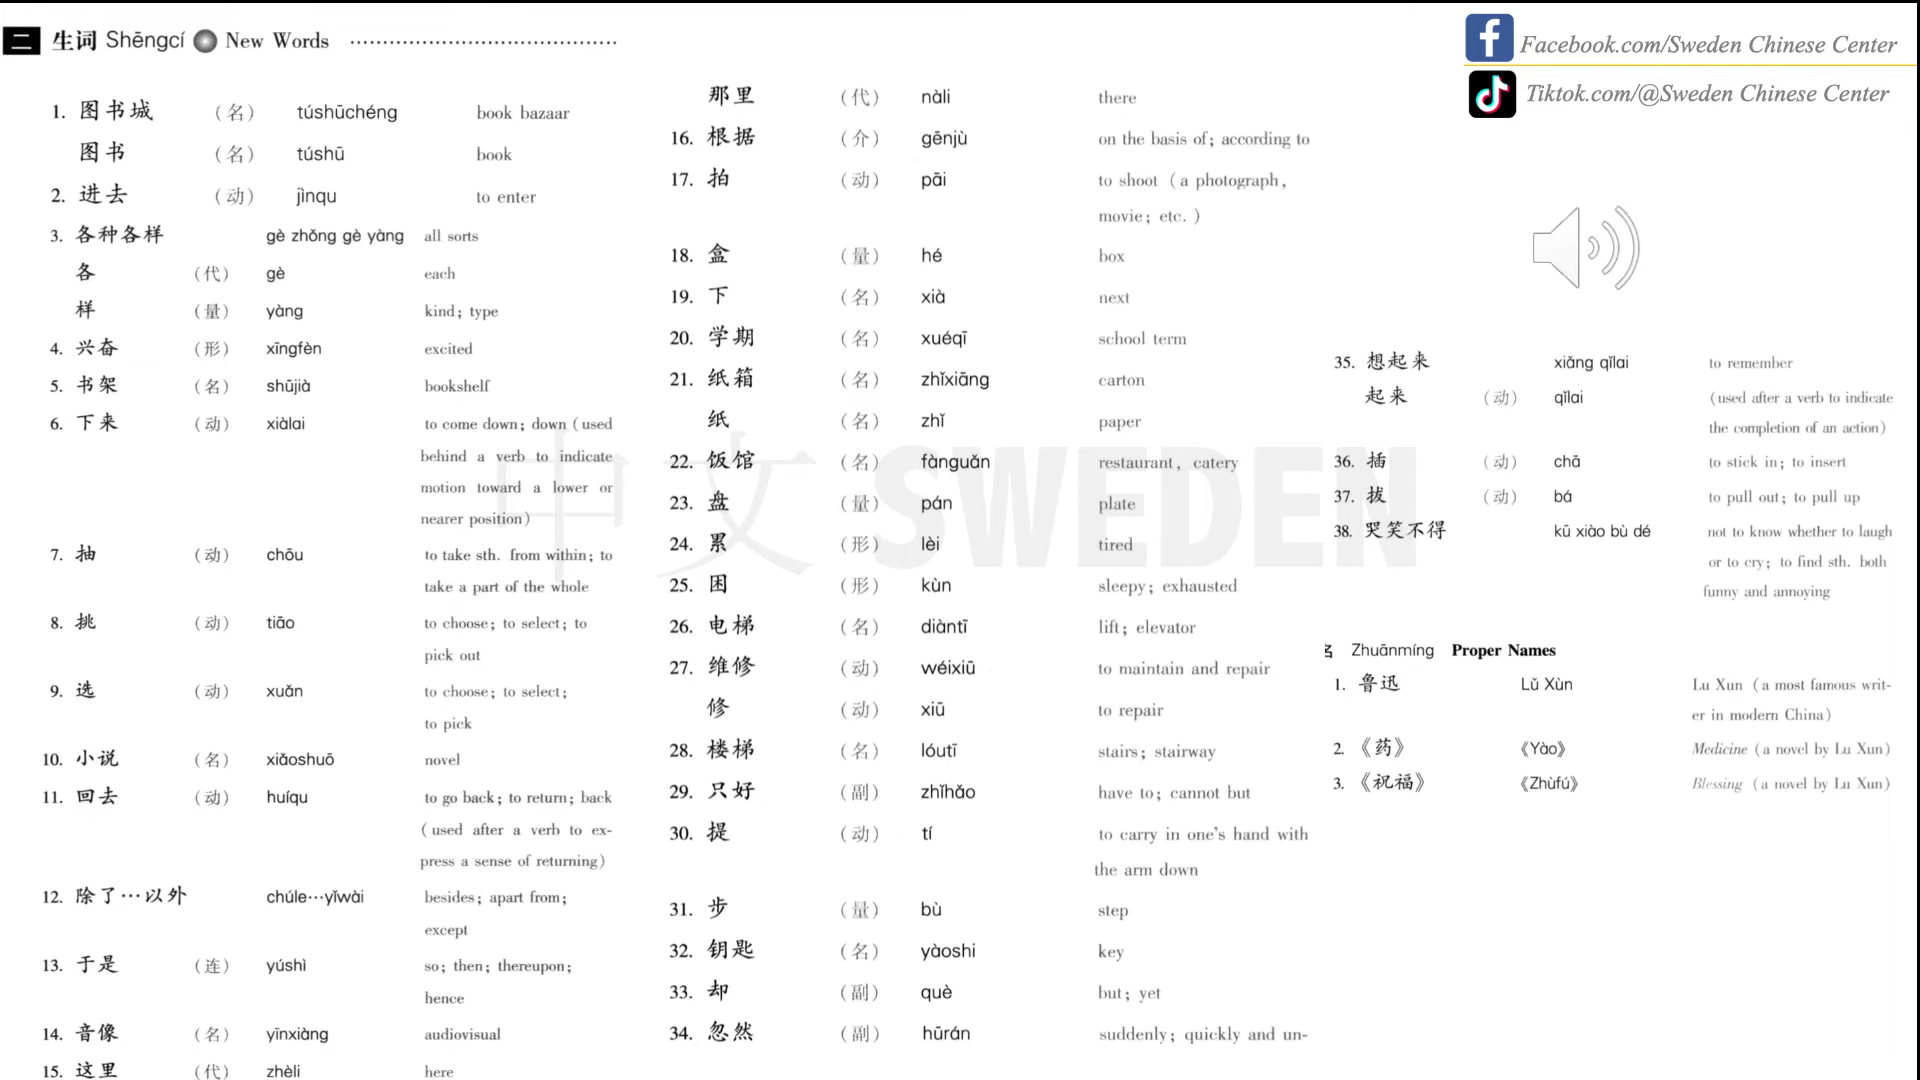 二 生词 Shēngcí New Words
1. 图书城 （名） túshūchéng book bazaar
图书 （名） túshū book
2. 进去 （动） jìnqu to enter
3. 各种各样 gè zhǒng gè yàng all sorts
各 （代） gè each
样 （量） yàng kind; type
4. 兴奋 （形） xīngfèn excited
5. 书架 （名） shūjià bookshelf
6. 下来 （动） xiàlai to come down; down (used
behind a verb to indicate
motion toward a lower or
nearer position)
7. 抽 （动） chōu to take sth. from within; to
take a part of the whole
8. 挑 （动） tiāo to choose; to select; to
pick out
9. 选 （动） xuǎn to choose; to select;
to pick
10. 小说 （名） xiǎoshuō novel
11. 回去 （动） huíqu to go back; to return; back
(used after a verb to ex-
press a sense of returning)
12. 除了…以外 chúle…yǐwài besides; apart from;
except
13. 于是 （连） yúshì so; then; thereupon;
hence
14. 音像 （名） yīnxiàng audiovisual
15. 这里 （代） zhèli here
那里 （代） nàli there
16. 根据 （介） gēnjù on the basis of; according to
17. 拍 （动） pāi to shoot (a photograph,
movie; etc.)
18. 盒 （量） hé box
19. 下 （名） xià next
20. 学期 （名） xuéqī school term
21. 纸箱 （名） zhǐxiāng carton
纸 （名） zhǐ paper
22. 饭馆 （名） fànguǎn restaurant, catery
23. 盘 （量） pán plate
24. 累 （形） lèi tired
25. 困 （形） kùn sleepy; exhausted
26. 电梯 （名） diàntī lift; elevator
27. 维修 （动） wéixiū to maintain and repair
修 （动） xiū to repair
28. 楼梯 （名） lóutī stairs; stairway
29. 只好 （副） zhǐhǎo have to; cannot but
30. 提 （动） tí to carry in one's hand with
the arm down
31. 步 （量） bù step
32. 钥匙 （名） yàoshi key
33. 却 （副） què but; yet
34. 忽然 （副） hūrán suddenly; quickly and un-
Facebook.com/Sweden Chinese Center
Tiktok.com/@Sweden Chinese Center
35. 想起来 xiǎng qǐlai to remember
起来 （动） qǐlai (used after a verb to indicate
the completion of an action)
36. 插 （动） chā to stick in; to insert
37. 拔 （动） bá to pull out; to pull up
38. 哭笑不得 kū xiào bù dé not to know whether to laugh
or to cry; to find sth. both
funny and annoying
名 Zhuānmíng Proper Names
1. 鲁迅 Lǔ Xùn Lu Xun (a most famous writ-
er in modern China)
2. 《药》 《Yào》 Medicine (a novel by Lu Xun)
3. 《祝福》 《Zhùfú》 Blessing (a novel by Lu Xun)
中文 SWEDEN